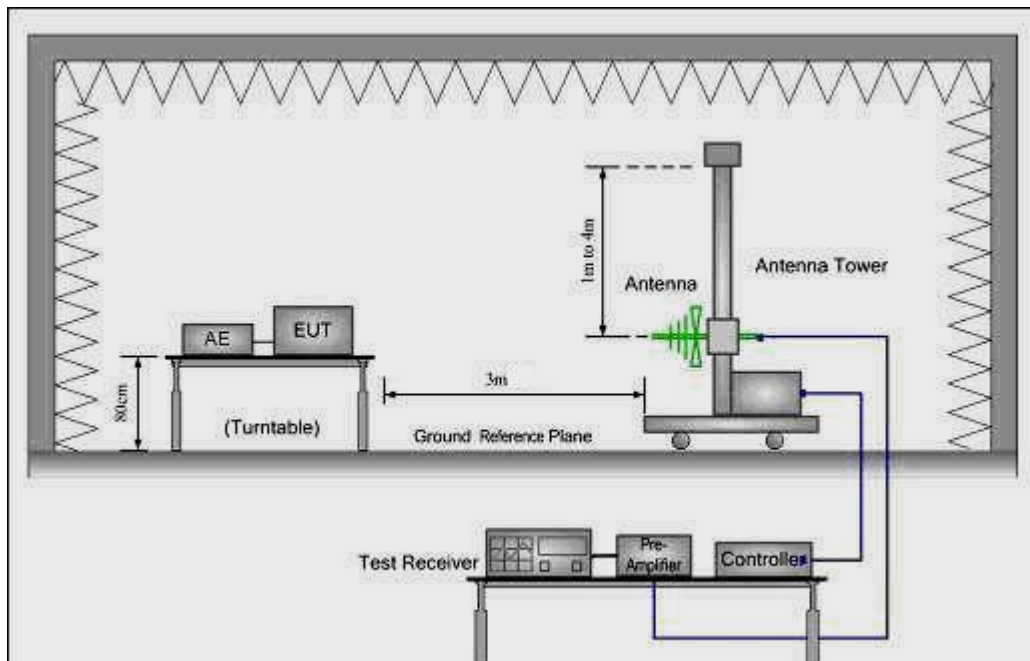 1m to 4m
Antenna
Antenna Tower
AE
EUT
80cm
(Turntable)
3m
Ground Reference Plane
Test Receiver
Pre-
Amplifier
Controller